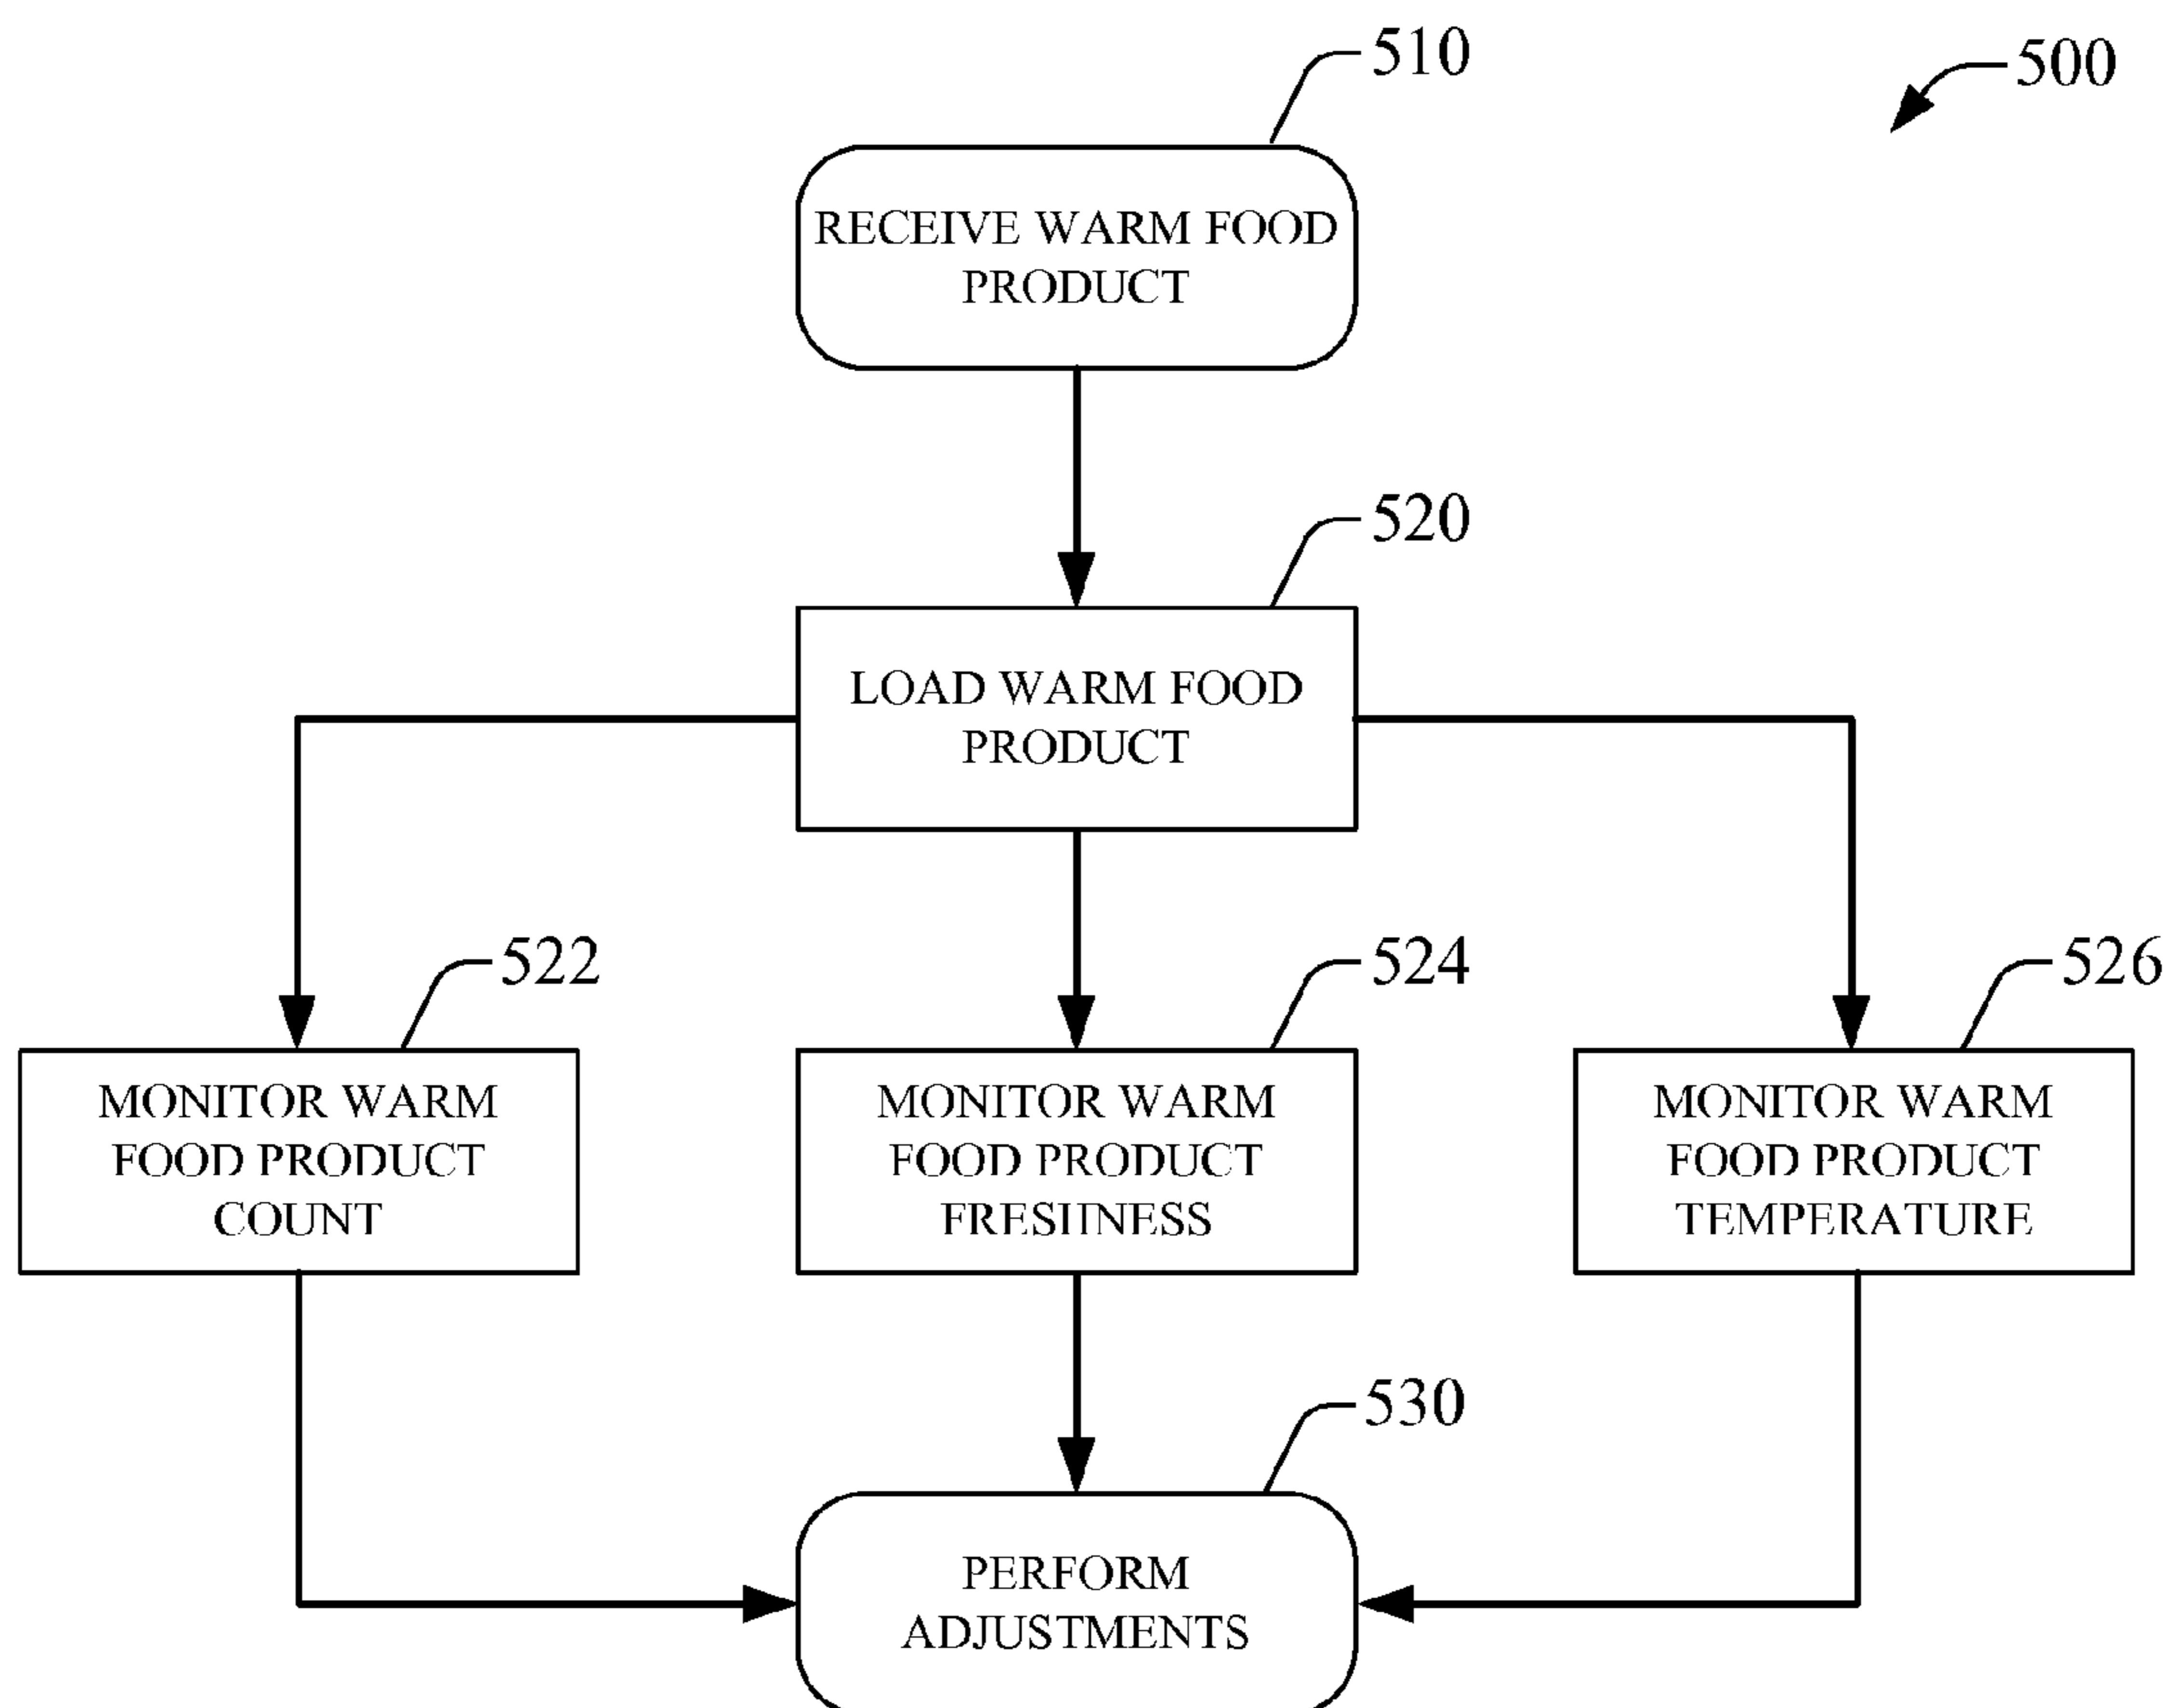 510
500
RECEIVE WARM FOOD
PRODUCT
520
LOAD WARM FOOD
PRODUCT
522
524
526
MONITOR WARM
FOOD PRODUCT
COUNT
MONITOR WARM
FOOD PRODUCT
FRESHNESS
MONITOR WARM
FOOD PRODUCT
TEMPERATURE
530
PERFORM
ADJUSTMENTS